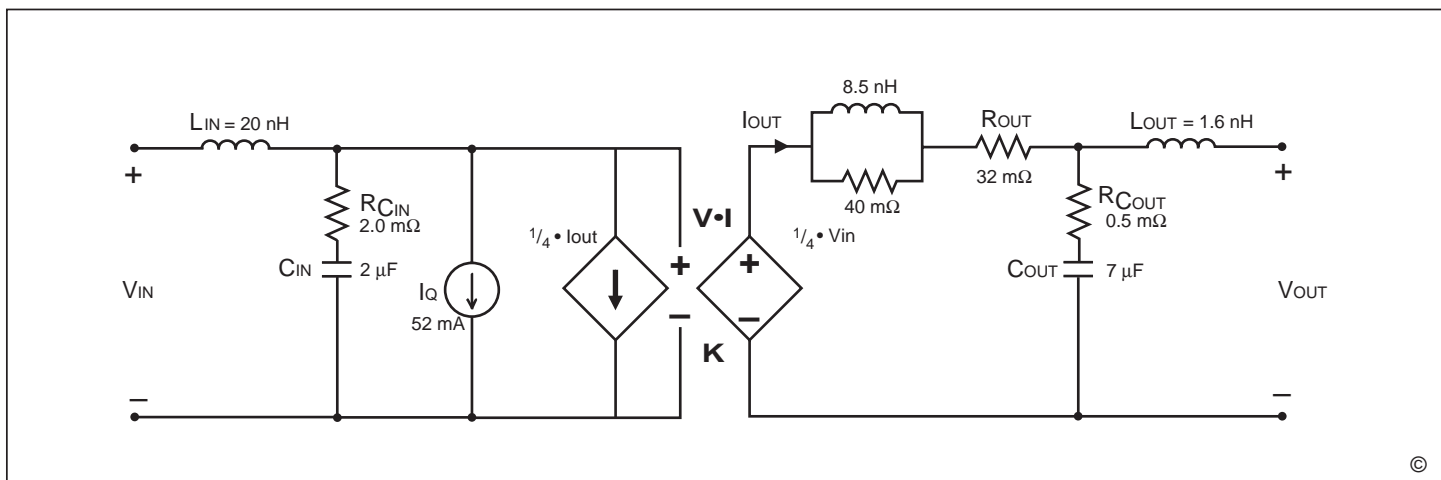 8.5 nH
LIN = 20 nH
IOUT
ROUT
LOUT = 1.6 nH
+
+
32 mΩ
RCIN
2.0 mΩ
40 mΩ
RCOUT
0.5 mΩ
V•I
1/4 • Iout
1/4 • Vin
+
+
CIN
2 μF
COUT
7 μF
VIN
IQ
VOUT
52 mA
–
–
K
–
–
©